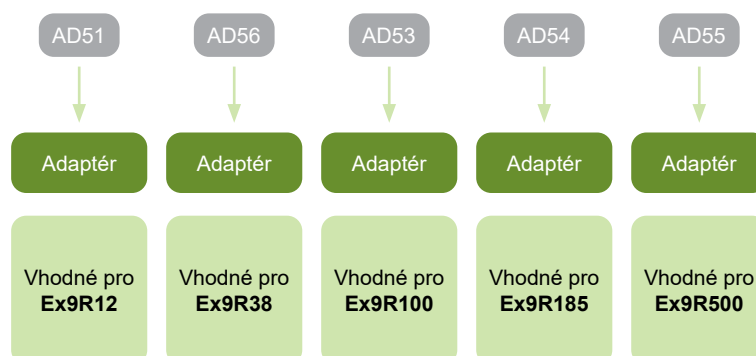 AD51
AD56
AD53
AD54
AD55
Adaptér
Adaptér
Adaptér
Adaptér
Adaptér
Vhodné pro
Ex9R12
Vhodné pro
Ex9R38
Vhodné pro
Ex9R100
Vhodné pro
Ex9R185
Vhodné pro
Ex9R500